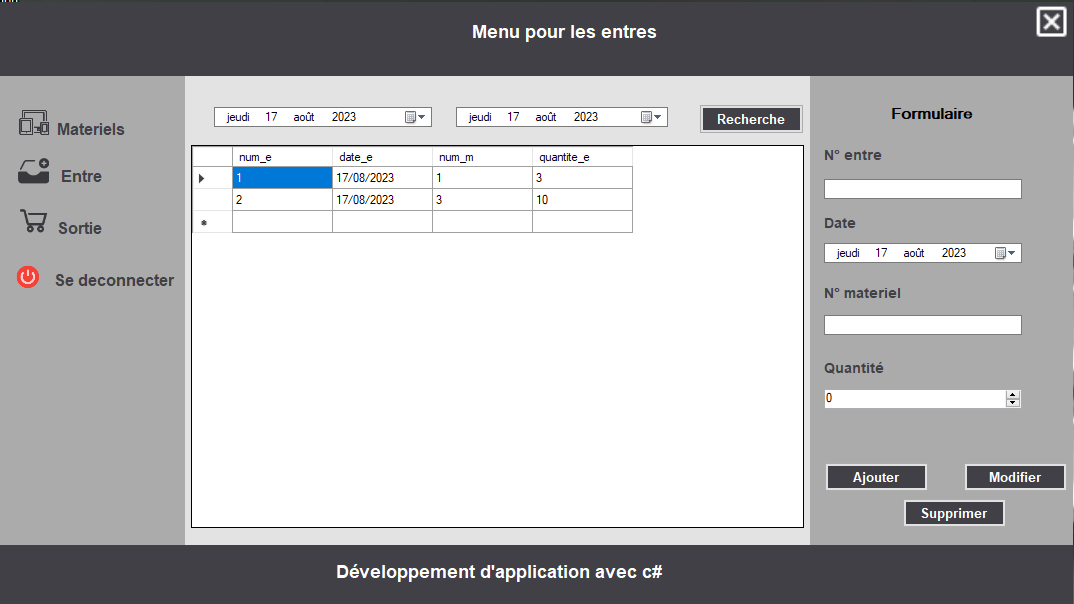 Menu pour les entres
Materiels
Entre
Sortie
Se deconnecter
jeudi 17 août 2023
jeudi 17 août 2023
Recherche
num_e date_e num_m quantite_e
1 17/08/2023 1 3
2 17/08/2023 3 10
Formulaire
N° entre
Date
jeudi 17 août 2023
N° materiel
Quantité
0
Ajouter
Modifier
Supprimer
Développement d'application avec c#